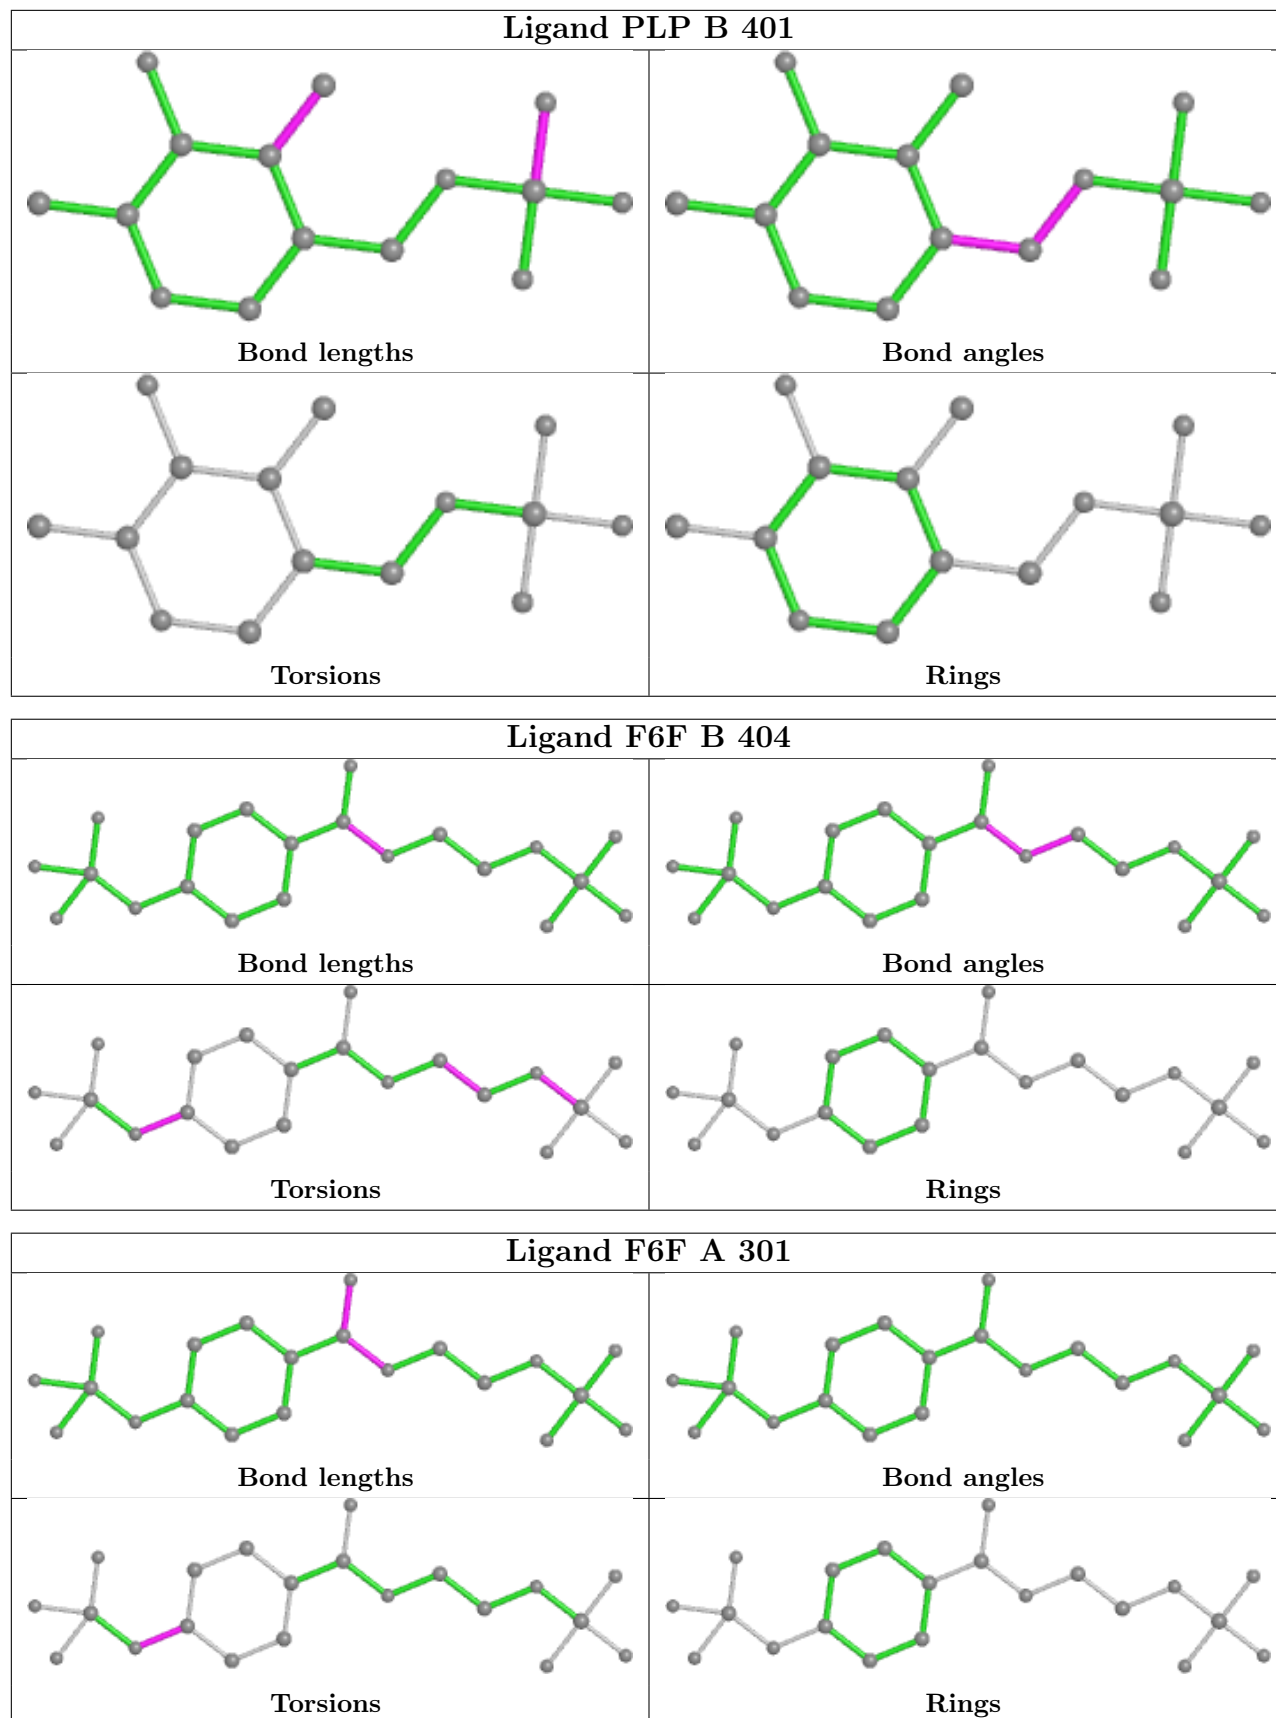 Ligand PLP B 401
Bond lengths
Bond angles
Torsions
Rings
Ligand F6F B 404
Bond lengths
Bond angles
Torsions
Rings
Ligand F6F A 301
Bond lengths
Bond angles
Torsions
Rings